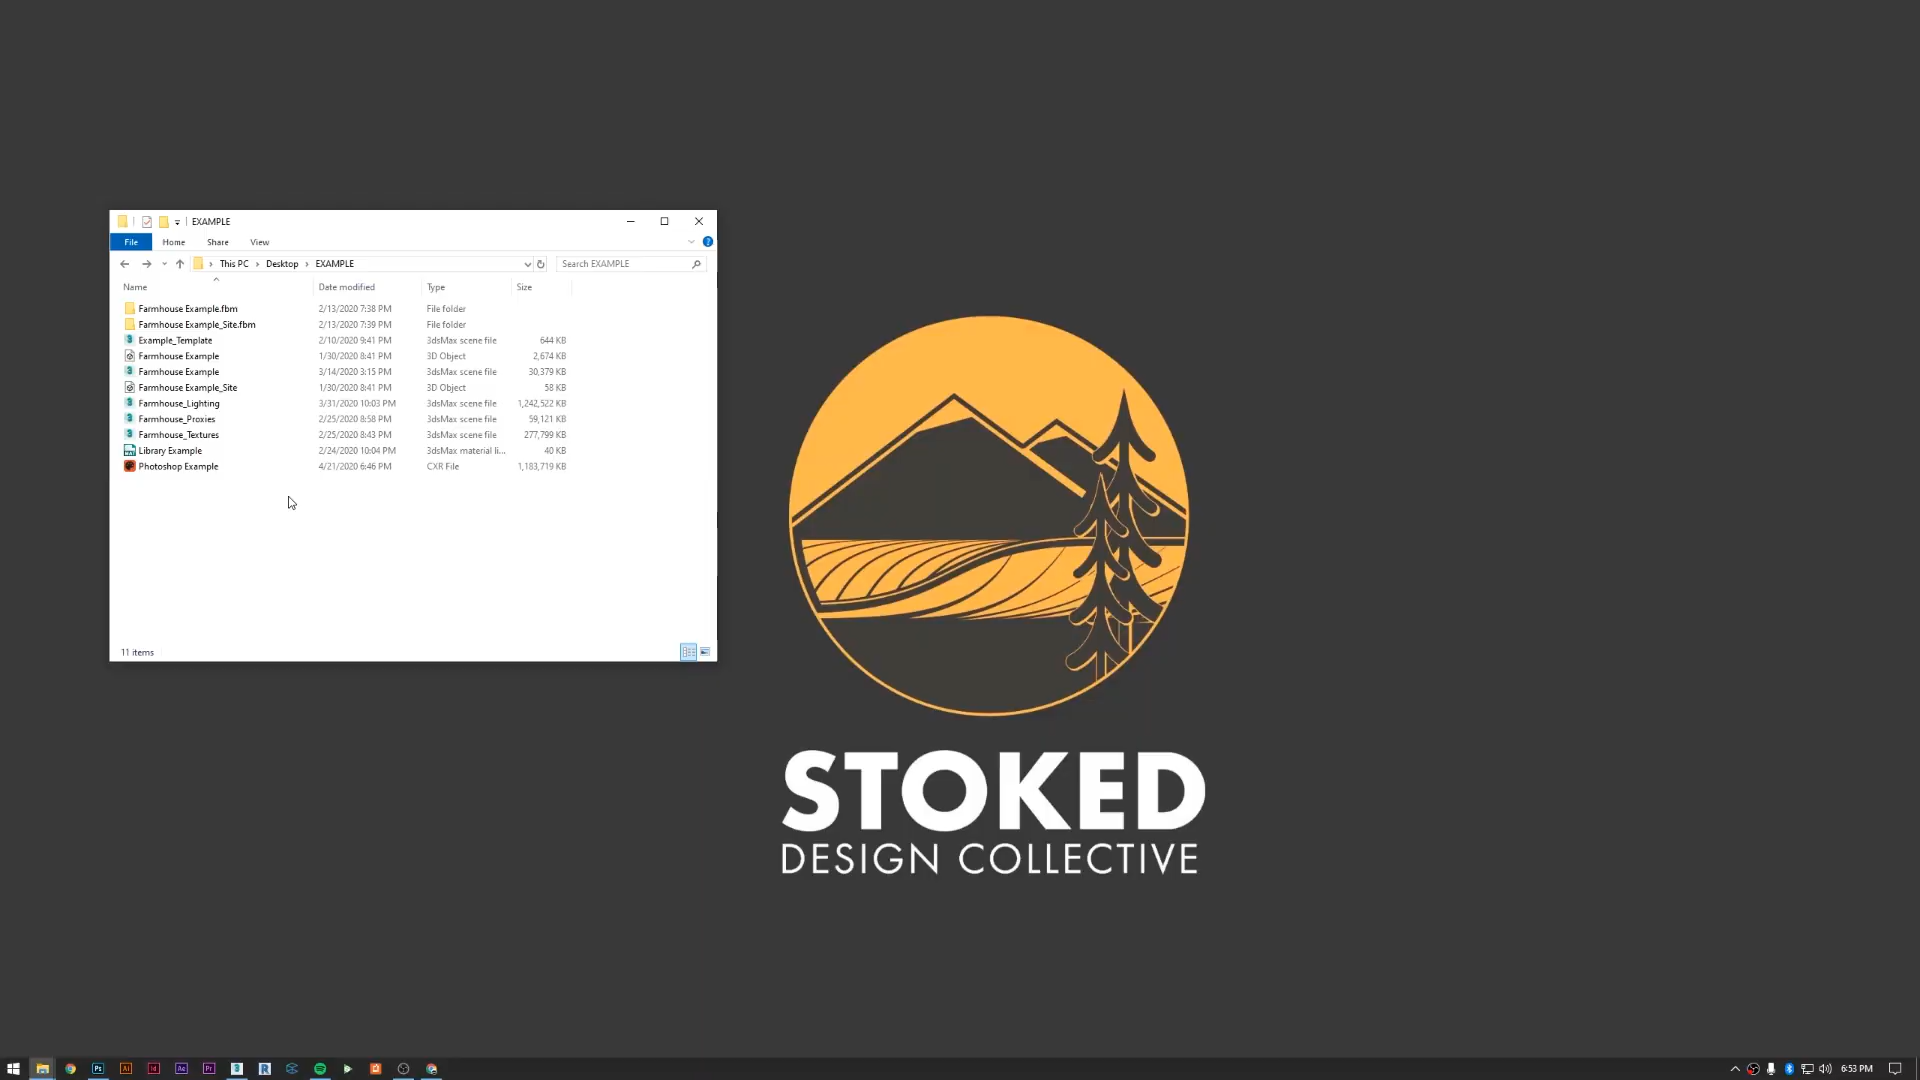 EXAMPLE
File Home Share View
This PC > Desktop > EXAMPLE Search EXAMPLE
Name Date modified Type Size
Farmhouse Example.fbm 2/13/2020 7:38 PM File folder
Farmhouse Example_Site.fbm 2/13/2020 7:39 PM File folder
Example_Template 2/10/2020 9:41 PM 3dsMax scene file 644 KB
Farmhouse Example 1/30/2020 8:41 PM 3D Object 2,674 KB
Farmhouse Example 3/14/2020 3:15 PM 3dsMax scene file 30,379 KB
Farmhouse Example_Site 1/30/2020 8:41 PM 3D Object 58 KB
Farmhouse_Lighting 3/31/2020 10:03 PM 3dsMax scene file 1,242,522 KB
Farmhouse_Proxies 2/25/2020 8:58 PM 3dsMax scene file 59,121 KB
Farmhouse_Textures 2/25/2020 8:43 PM 3dsMax scene file 277,799 KB
Library Example 2/24/2020 10:04 PM 3dsMax material li... 40 KB
Photoshop Example 4/21/2020 6:46 PM CXR File 1,183,719 KB
11 items
STOKED
DESIGN COLLECTIVE
Ps Ai Id Ae Pr 3 R 6:53 PM